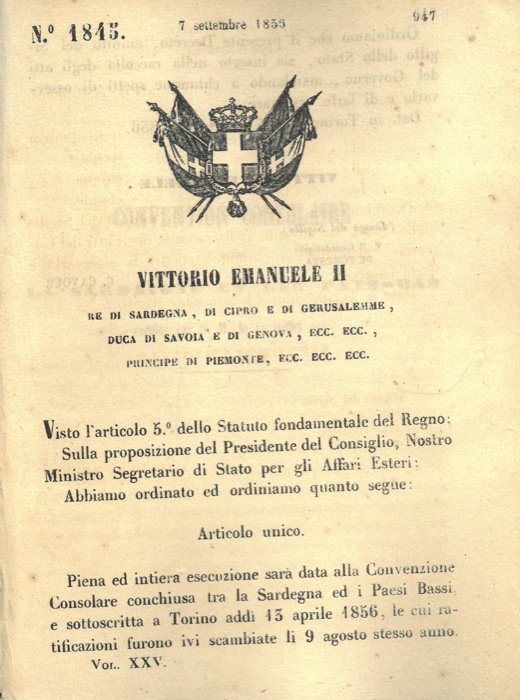 N.º 1843.
7 settembre 1855
947
VITTORIO EMANUELE II
RE DI SARDEGNA, DI CIPRO E DI GERUSALEMME,
DUCA DI SAVOIA E DI GENOVA, ECC. ECC.,
PRINCIPE DI PIEMONTE, ECC. ECC. ECC.
Visto l'articolo 5.º dello Statuto fondamentale del Regno;
Sulla proposizione del Presidente del Consiglio, Nostro
Ministro Segretario di Stato per gli Affari Esteri;
Abbiamo ordinato ed ordiniamo quanto segue:
Articolo unico.
Piena ed intiera esecuzione sarà data alla Convenzione
Consolare conchiusa tra la Sardegna ed i Paesi Bassi,
e sottoscritta a Torino addì 13 aprile 1856, le cui ra-
tificazioni furono ivi scambiate li 9 agosto stesso anno.
VOL. XXV.